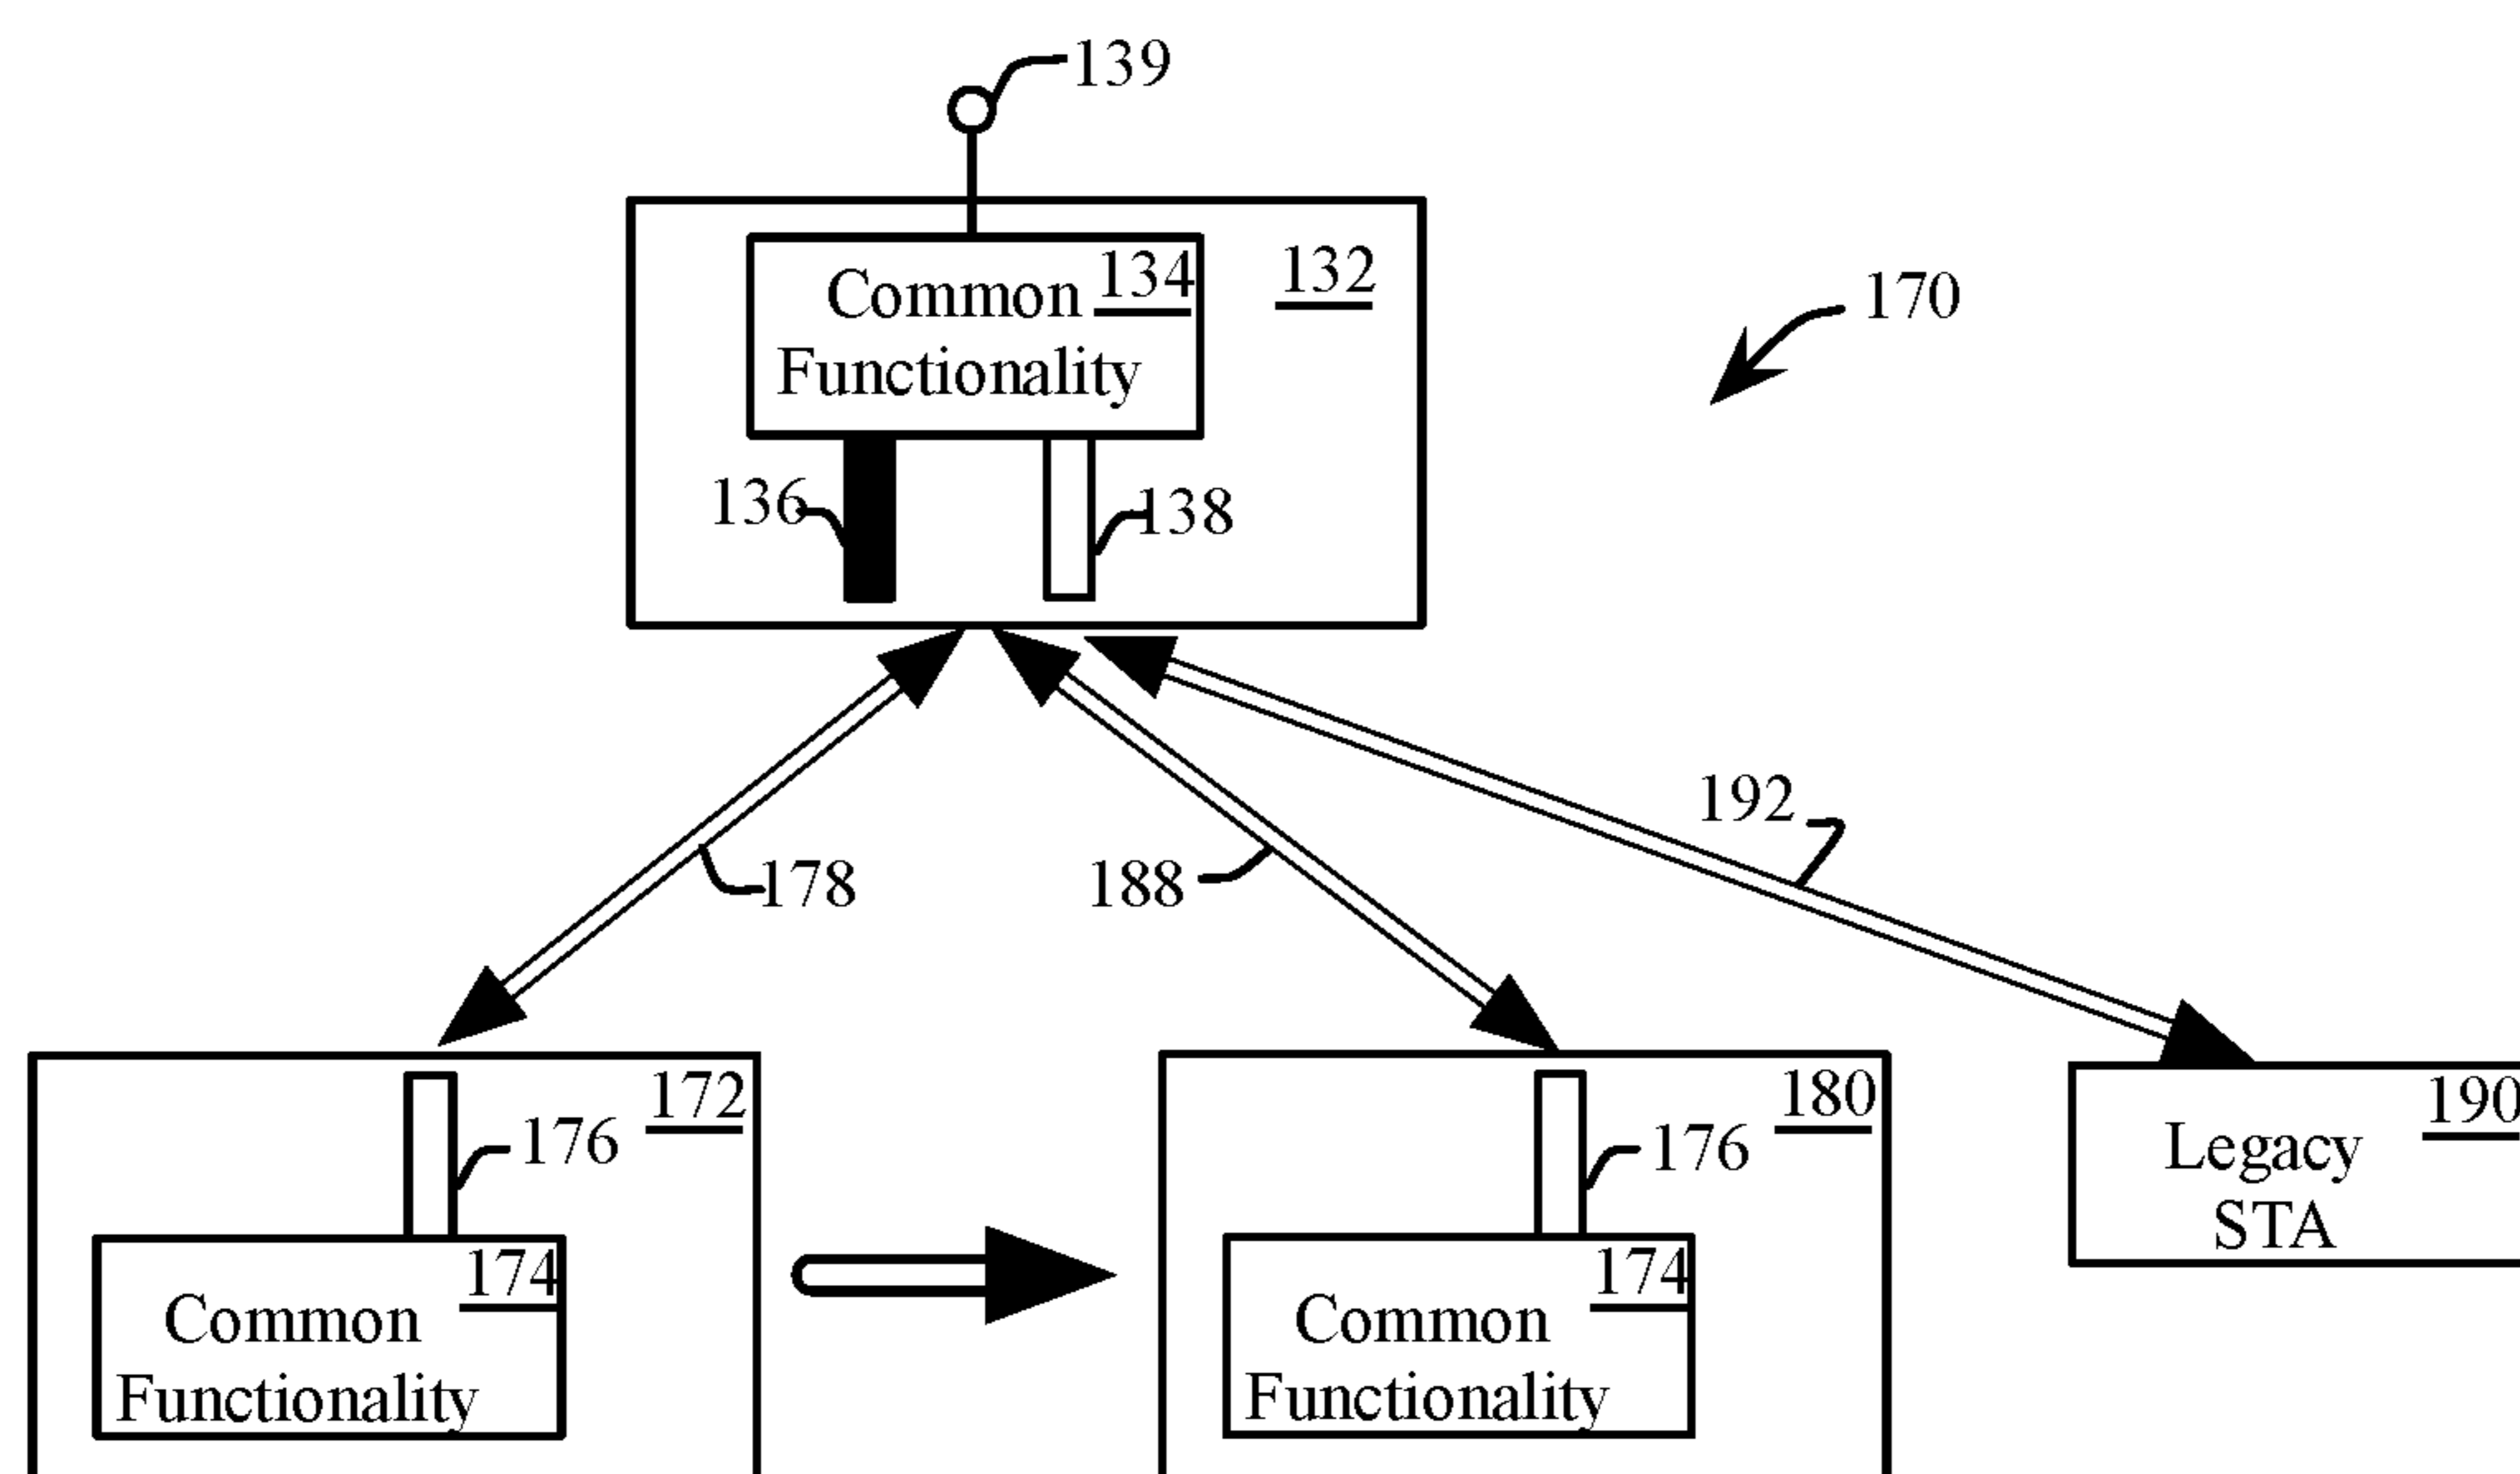 139
134
132
Common
170
Functionality
136
138
192
178
188
172
180
190
176
176
Legacy
STA
174
174
Common
Common
Functionality
Functionality